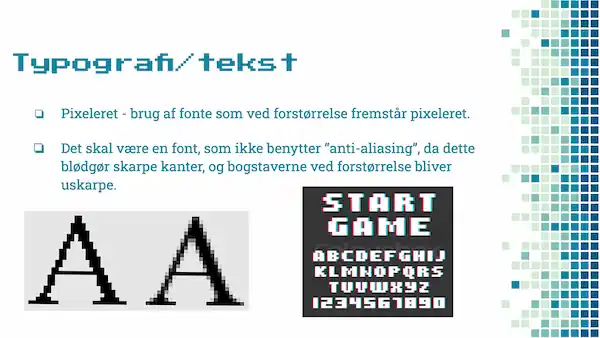 Typografi/tekst
Pixeleret - brug af fonte som ved forstørrelse fremstår pixeleret.
Det skal være en font, som ikke benytter ”anti-aliasing”, da dette
blødgør skarpe kanter, og bogstaverne ved forstørrelse bliver
uskarpe.
A A
START
GAME
ABCDEFGHIJ
KLMNOPQRS
TUVWXYZ
1234561890